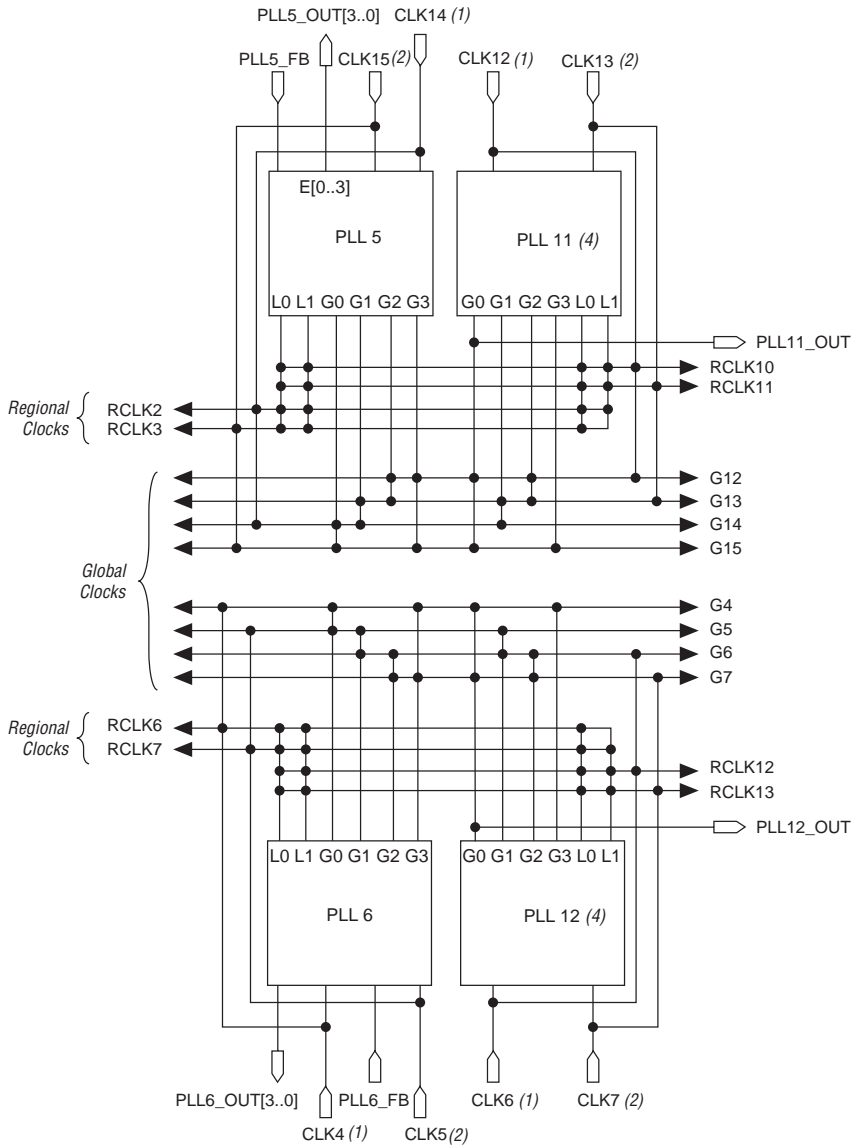 PLL5_OUT[3..0] CLK14 (1)
PLL5_FB CLK15 (2) CLK12 (1) CLK13 (2)
E[0..3]
PLL 5 PLL 11 (4)
L0 L1 G0 G1 G2 G3 G0 G1 G2 G3 L0 L1
PLL11_OUT
RCLK10
RCLK11
Regional
Clocks
RCLK2
RCLK3
G12
G13
G14
G15
Global
Clocks
G4
G5
G6
G7
Regional
Clocks
RCLK6
RCLK7
RCLK12
RCLK13
PLL12_OUT
L0 L1 G0 G1 G2 G3 G0 G1 G2 G3 L0 L1
PLL 6 PLL 12 (4)
PLL6_OUT[3..0] PLL6_FB CLK6 (1) CLK7 (2)
CLK4 (1) CLK5 (2)